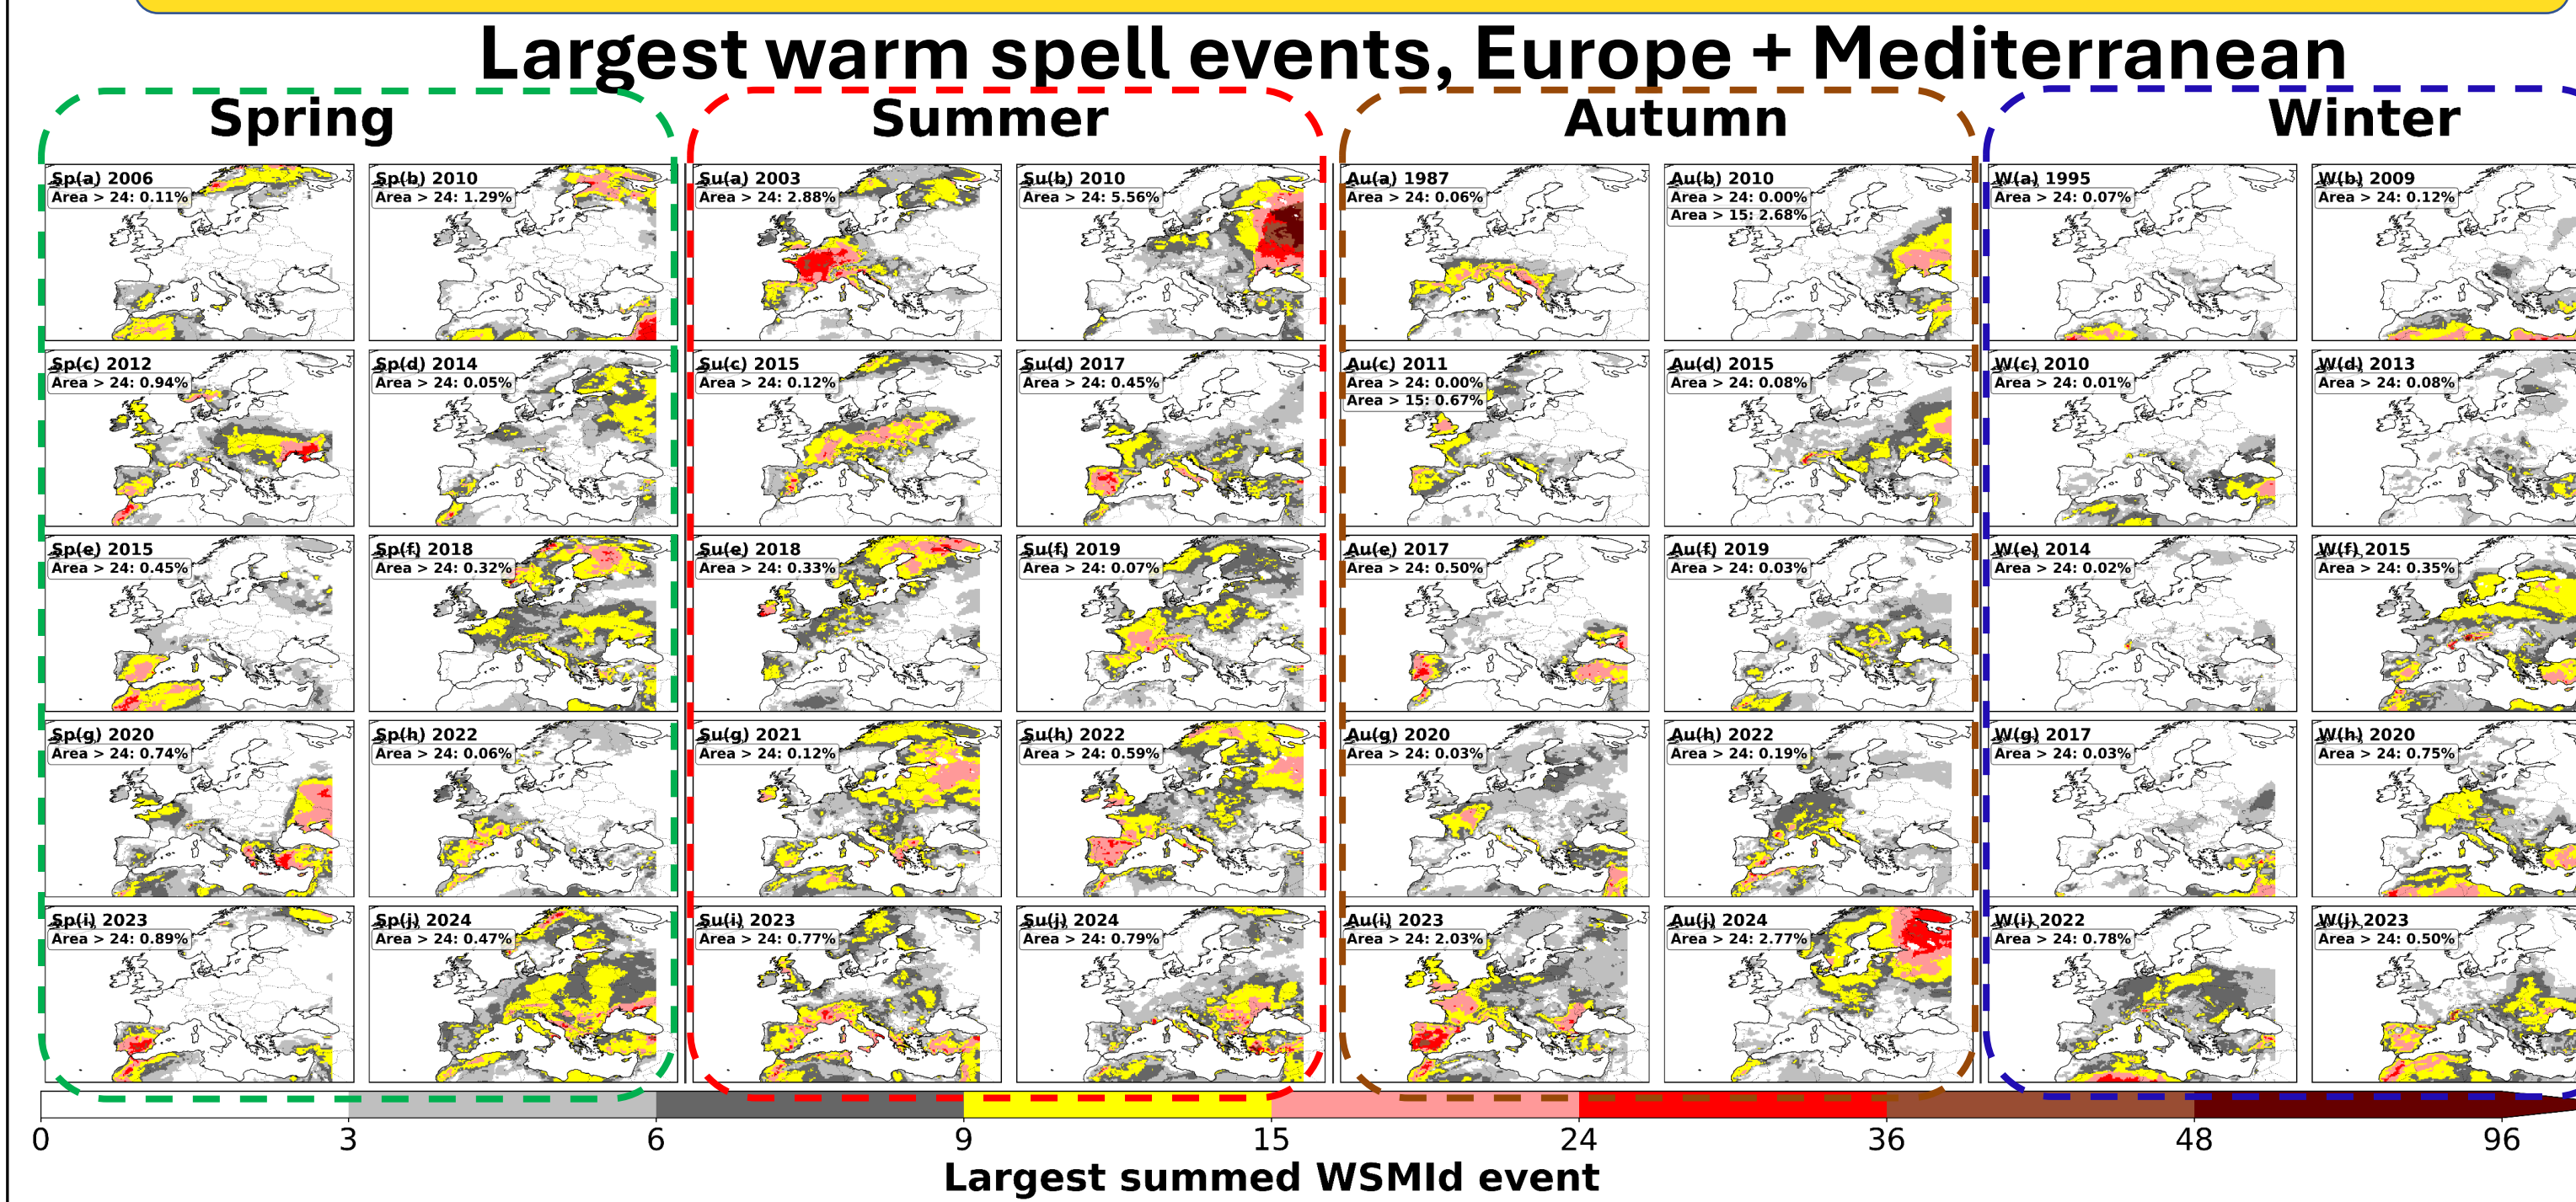 Largest warm spell events, Europe + Mediterranean
Spring
Summer
Autumn
Winter
Sp(a) 2006
Area > 24: 0.11%
Sp(b) 2010
Area > 24: 1.29%
Su(a) 2003
Area > 24: 2.88%
Su(b) 2010
Area > 24: 5.56%
Au(a) 1987
Area > 24: 0.06%
Au(b) 2010
Area > 24: 0.00%
Area > 15: 2.68%
W(a) 1995
Area > 24: 0.07%
W(b) 2009
Area > 24: 0.12%
Sp(c) 2012
Area > 24: 0.94%
Sp(d) 2014
Area > 24: 0.05%
Su(c) 2015
Area > 24: 0.12%
Su(d) 2017
Area > 24: 0.45%
Au(c) 2011
Area > 24: 0.00%
Area > 15: 0.67%
Au(d) 2015
Area > 24: 0.08%
W(c) 2010
Area > 24: 0.01%
W(d) 2013
Area > 24: 0.08%
Sp(e) 2015
Area > 24: 0.45%
Sp(f) 2018
Area > 24: 0.32%
Su(e) 2018
Area > 24: 0.33%
Su(f) 2019
Area > 24: 0.07%
Au(e) 2017
Area > 24: 0.50%
Au(f) 2019
Area > 24: 0.03%
W(e) 2014
Area > 24: 0.02%
W(f) 2015
Area > 24: 0.35%
Sp(g) 2020
Area > 24: 0.74%
Sp(h) 2022
Area > 24: 0.06%
Su(g) 2021
Area > 24: 0.12%
Su(h) 2022
Area > 24: 0.59%
Au(g) 2020
Area > 24: 0.03%
Au(h) 2022
Area > 24: 0.19%
W(g) 2017
Area > 24: 0.03%
W(h) 2020
Area > 24: 0.75%
Sp(i) 2023
Area > 24: 0.89%
Sp(j) 2024
Area > 24: 0.47%
Su(i) 2023
Area > 24: 0.77%
Su(j) 2024
Area > 24: 0.79%
Au(i) 2023
Area > 24: 2.03%
Au(j) 2024
Area > 24: 2.77%
W(i) 2022
Area > 24: 0.78%
W(j) 2023
Area > 24: 0.50%
0 3 6 9 15 24 36 48 96
Largest summed WSMId event